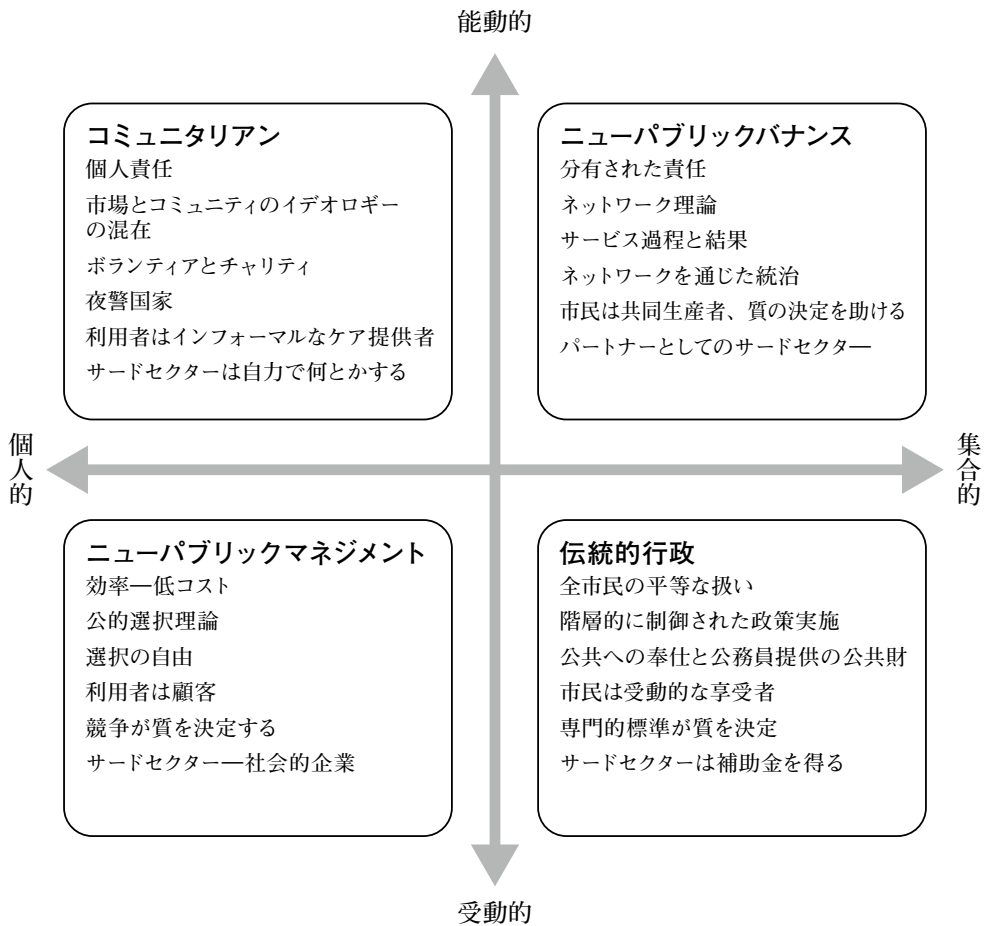 能動的
コミュニタリアン
個人責任
市場とコミュニティのイデオロギー
の混在
ボランティアとチャリティ
夜警国家
利用者はインフォーマルなケア提供者
サードセクターは自力で何とかする
ニューパブリックバナンス
分有された責任
ネットワーク理論
サービス過程と結果
ネットワークを通じた統治
市民は共同生産者、質の決定を助ける
パートナーとしてのサードセクター
個人的
集合的
ニューパブリックマネジメント
効率―低コスト
公的選択理論
選択の自由
利用者は顧客
競争が質を決定する
サードセクター―社会的企業
伝統的行政
全市民の平等な扱い
階層的に制御された政策実施
公共への奉仕と公務員提供の公共財
市民は受動的な享受者
専門的標準が質を決定
サードセクターは補助金を得る
受動的